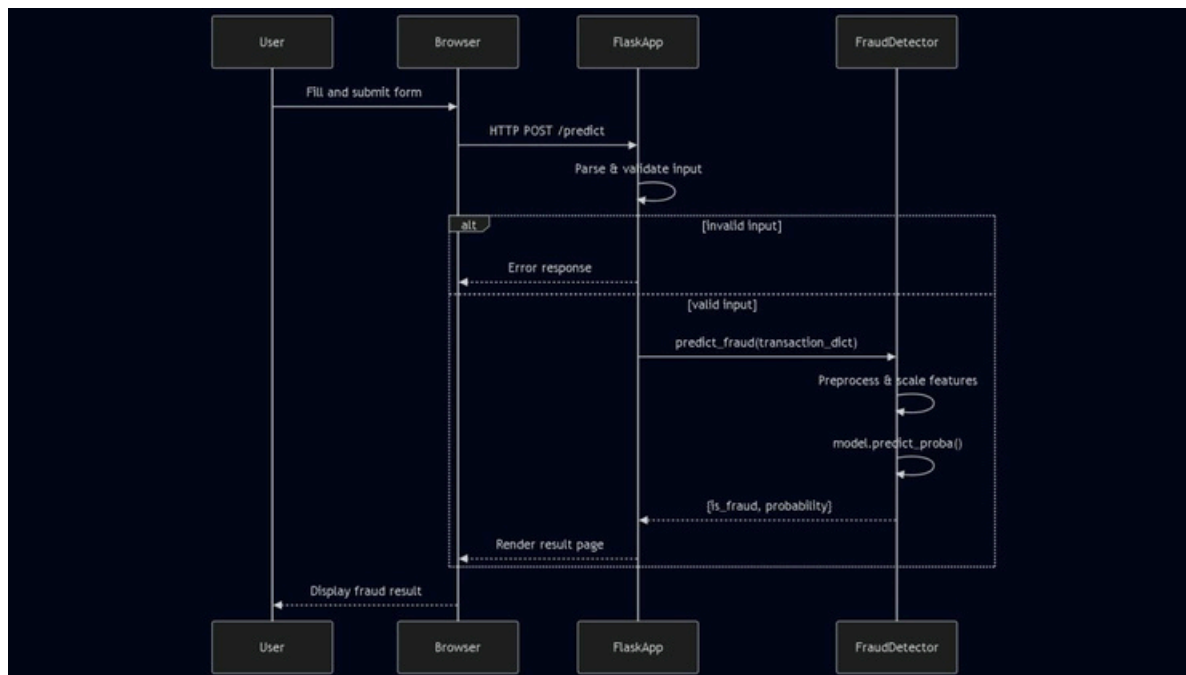 User
Browser
FlaskApp
FraudDetector
Fill and submit form
HTTP POST /predict
Parse & validate input
alt
[invalid input]
Error response
[valid input]
predict_fraud(transaction_dict)
Preprocess & scale features
model.predict_proba()
{is_fraud, probability}
Render result page
Display fraud result
User
Browser
FlaskApp
FraudDetector